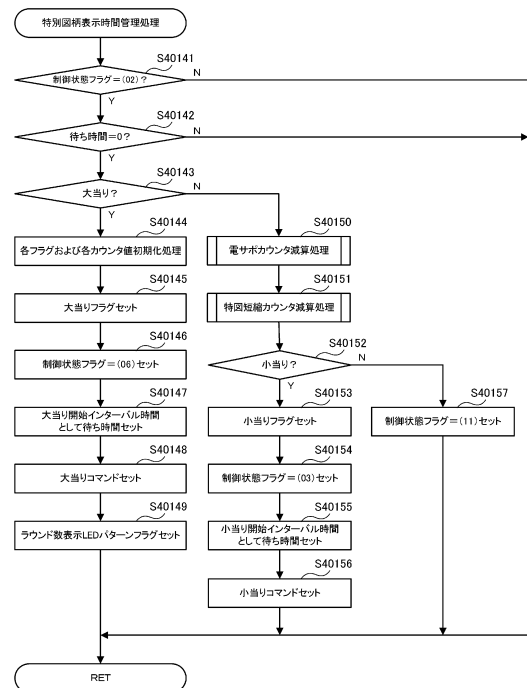 特別図柄表示時間管理処理
S40141
制御状態フラグ=(02)?
N
Y
S40142
待ち時間=0?
N
Y
S40143
大当り?
N
Y
S40144
各フラグおよび各カウンタ値初期化処理
S40145
大当りフラグセット
S40146
制御状態フラグ=(06)セット
S40147
大当り開始インターバル時間
として待ち時間セット
S40148
大当りコマンドセット
S40149
ラウンド数表示LEDパターンフラグセット
S40150
電サポカウンタ減算処理
S40151
特図短縮カウンタ減算処理
S40152
小当り?
N
Y
S40153
小当りフラグセット
S40154
制御状態フラグ=(03)セット
S40155
小当り開始インターバル時間
として待ち時間セット
S40156
小当りコマンドセット
S40157
制御状態フラグ=(11)セット
RET